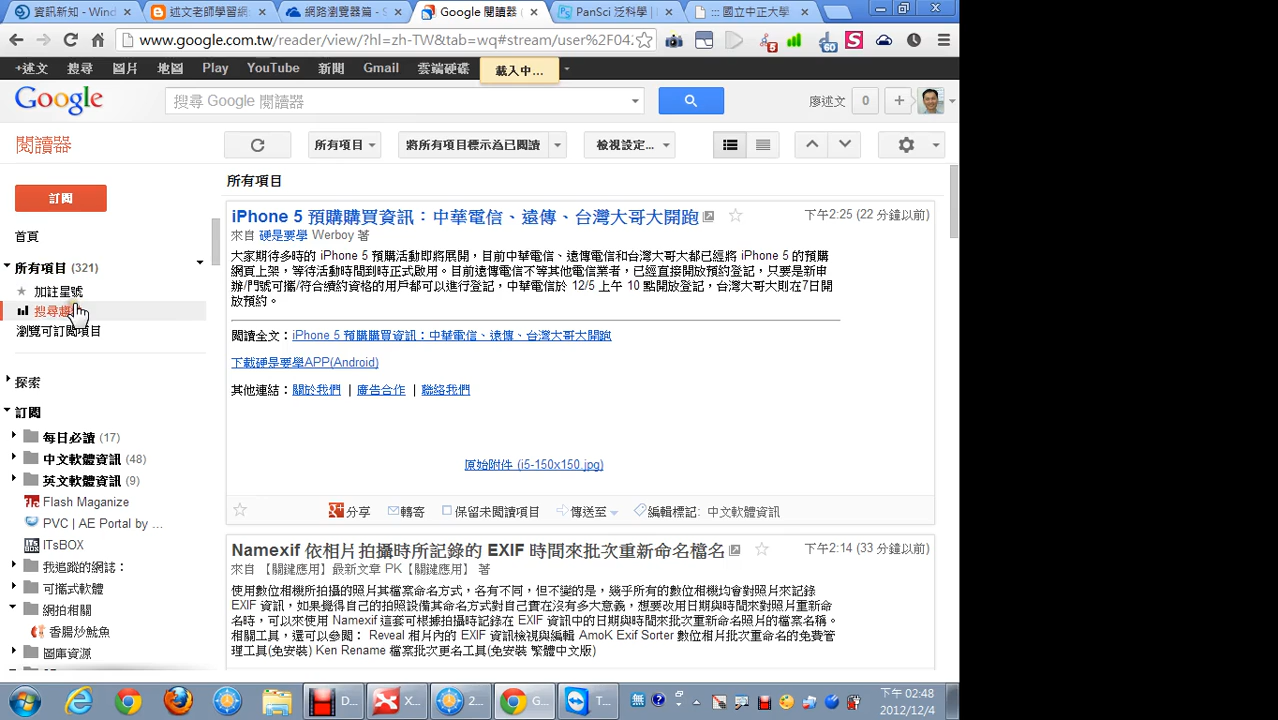 資訊新知 - Wind
述文老師學習網
網路瀏覽器篇 - S
Google 閱讀器 (
PanSci 泛科學 |
::: 國立中正大學
www.google.com.tw/reader/view/?hl=zh-TW&tab=wq#stream/user%2F04
5
60
+述文 搜尋 圖片 地圖 Play YouTube 新聞 Gmail 雲端硬碟
載入中...
Google
搜尋 Google 閱讀器
廖述文 0 +
閱讀器
所有項目
將所有項目標示為已閱讀
檢視設定...
訂閱
首頁
所有項目 (321)
加註星號
搜尋趨
瀏覽可訂閱項目
探索
訂閱
每日必讀 (17)
中文軟體資訊 (48)
英文軟體資訊 (9)
Flash Maganize
PVC | AE Portal by ...
ITsBOX
我追蹤的網誌：
可攜式軟體
網拍相關
香腸炒魷魚
圖庫資源
所有項目
iPhone 5 預購購買資訊：中華電信、遠傳、台灣大哥大開跑
下午2:25 (22 分鐘以前)
來自 硬是要學 Werboy 著
大家期待多時的 iPhone 5 預購活動即將展開，目前中華電信、遠傳電信和台灣大哥大都已經將 iPhone 5 的預購
網頁上架，等待活動時間到時正式啟用。目前遠傳電信不等其他電信業者，已經直接開放預約登記，只要是新申
辦/門號可攜/符合續約資格的用戶都可以進行登記，中華電信於 12/5 上午 10 點開放登記，台灣大哥大則在7日開
放預約。
閱讀全文：iPhone 5 預購購買資訊：中華電信、遠傳、台灣大哥大開跑
下載硬是要學APP(Android)
其他連結：關於我們 | 廣告合作 | 聯絡我們
原始附件 (i5-150x150.jpg)
分享 轉寄 保留未閱讀項目 傳送至 編輯標記： 中文軟體資訊
Namexif 依相片拍攝時所記錄的 EXIF 時間來批次重新命名檔名
下午2:14 (33 分鐘以前)
來自 【關鍵應用】最新文章 PK【關鍵應用】 著
使用數位相機所拍攝的照片其檔案命名方式，各有不同，但不變的是，幾乎所有的數位相機均會對照片來記錄
EXIF 資訊，如果覺得自己的拍照設備其命名方式對自己實在沒有多大意義，想要改用日期與時間來對照片重新命
名時，可以來使用 Namexif 這套可根據拍攝時記錄在 EXIF 資訊中的日期與時間來批次重新命名照片的檔案名稱。
相關工具，還可以參閱： Reveal 相片內的 EXIF 資訊檢視與編輯 AmoK Exif Sorter 數位相片批次重命名的免費管
理工具(免安裝) Ken Rename 檔案批次更名工具(免安裝 繁體中文版)
D...
X...
2...
G...
T...
無
下午 02:48
2012/12/4